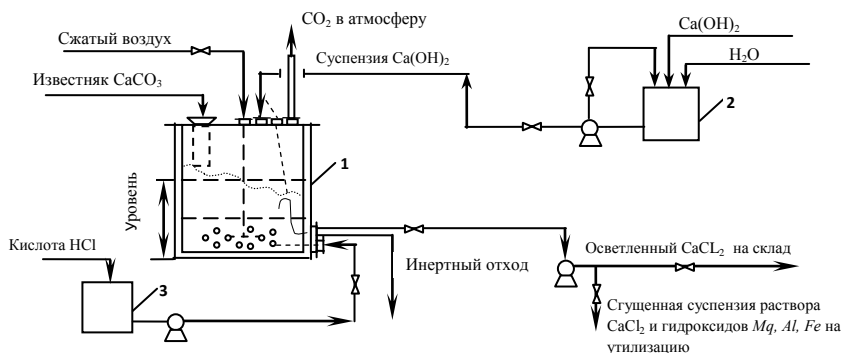 CO2 в атмосферу
Сжатый воздух
Суспензия Ca(OH)2
Ca(OH)2
H2O
Известняк CaCO3
2
1
Уровень
Кислота HCl
Инертный отход
Осветленный CaCL2 на склад
3
Сгущенная суспензия раствора
CaCl2 и гидроксидов Mq, Al, Fe на
утилизацию